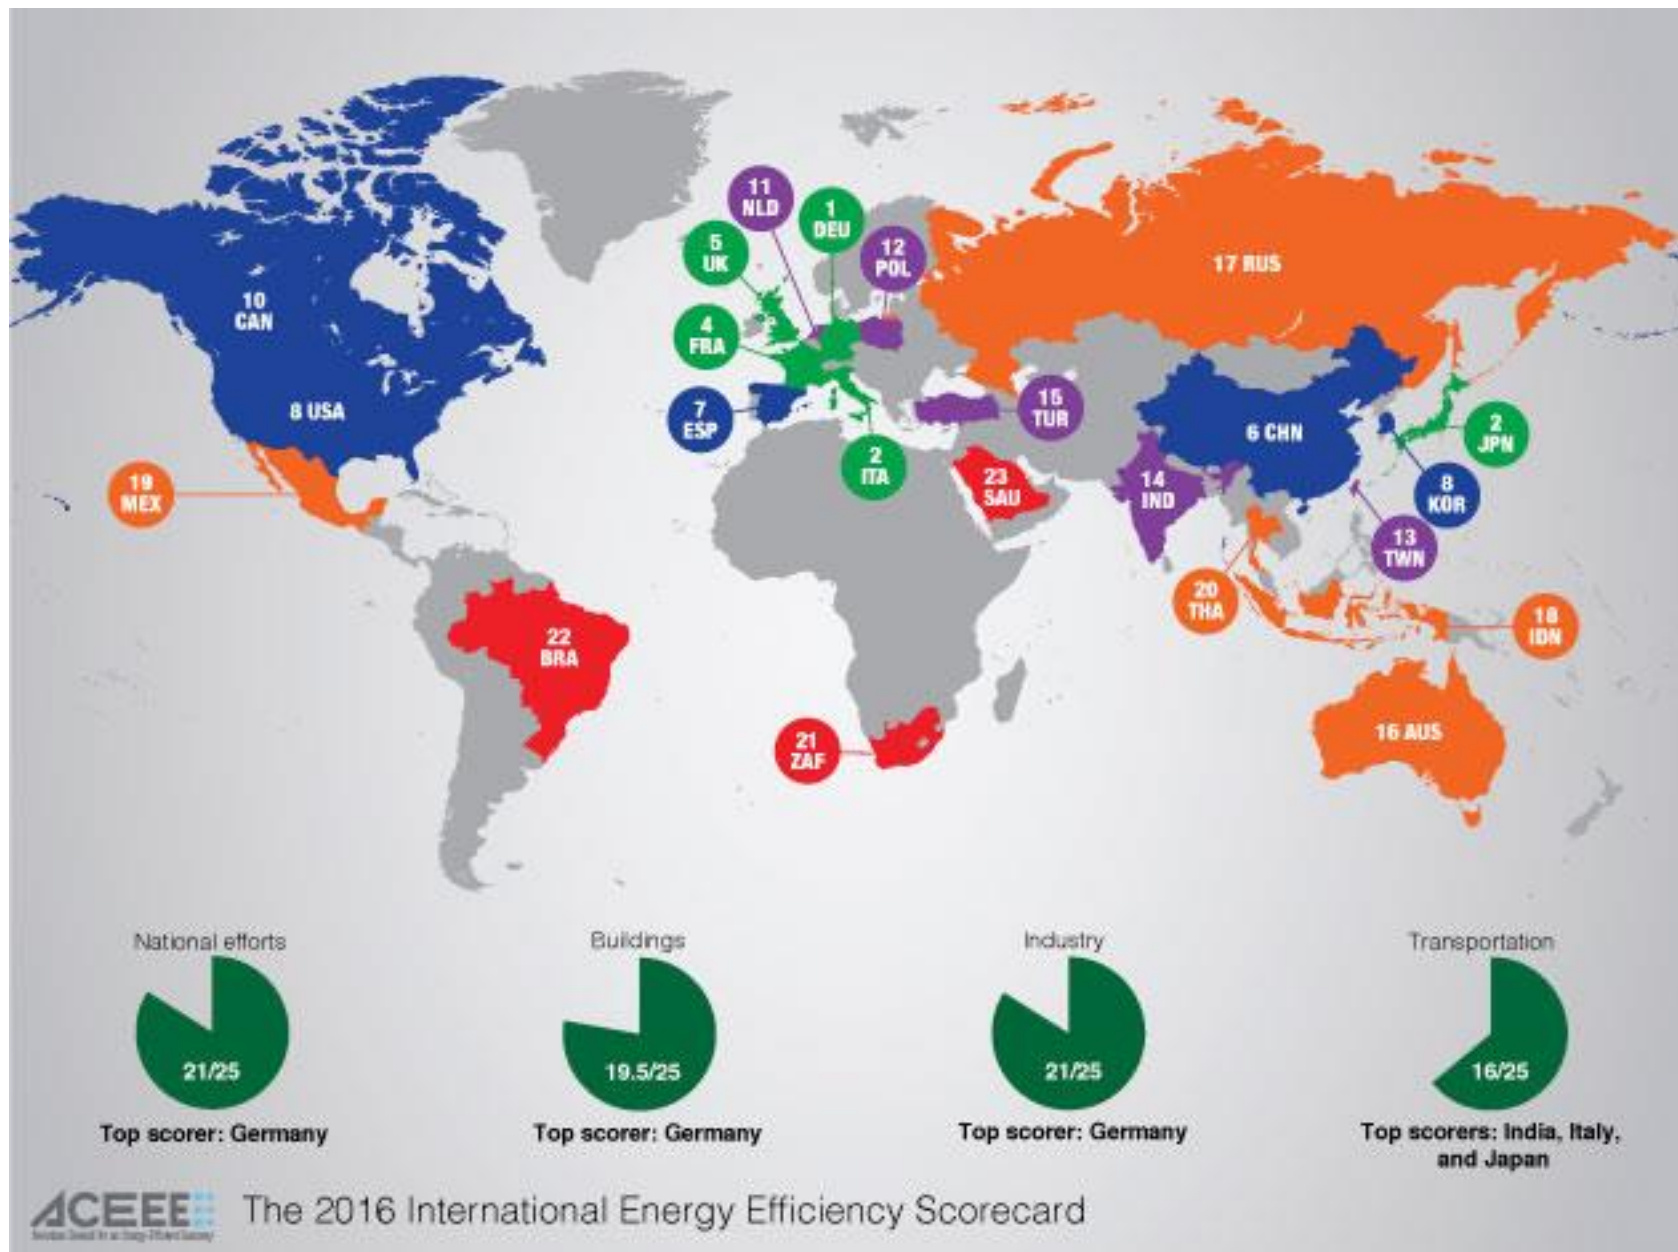 11
NLD
1
DEU
5
UK
12
POL
17 RUS
10
CAN
4
FRA
15
TUR
8 USA
7
ESP
6 CHN
2
JPN
2
ITA
19
MEX
23
SAU
14
IND
8
KOR
13
TWN
20
THA
18
IDN
22
BRA
16 AUS
21
ZAF
National efforts
21/25
Top scorer: Germany
Buildings
19.5/25
Top scorer: Germany
Industry
21/25
Top scorer: Germany
Transportation
16/25
Top scorers: India, Italy,
and Japan
ACEEE
The 2016 International Energy Efficiency Scorecard